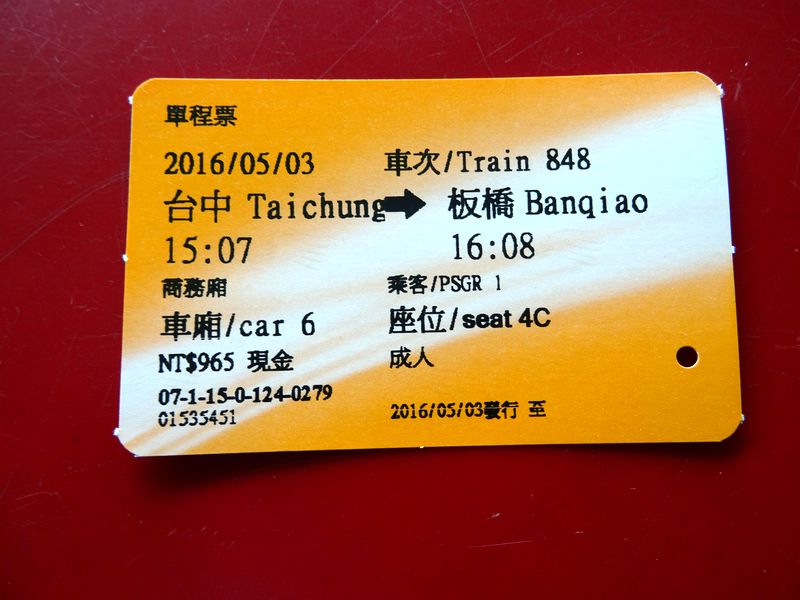 單程票
2016/05/03 車次/Train 848
台中 Taichung 板橋 Banqiao
15:07 16:08
商務廂 乘客/PSGR 1
車廂/car 6 座位/seat 4C
NT$965 現金 成人
07-1-15-0-124-0279
01535451 2016/05/03發行 至